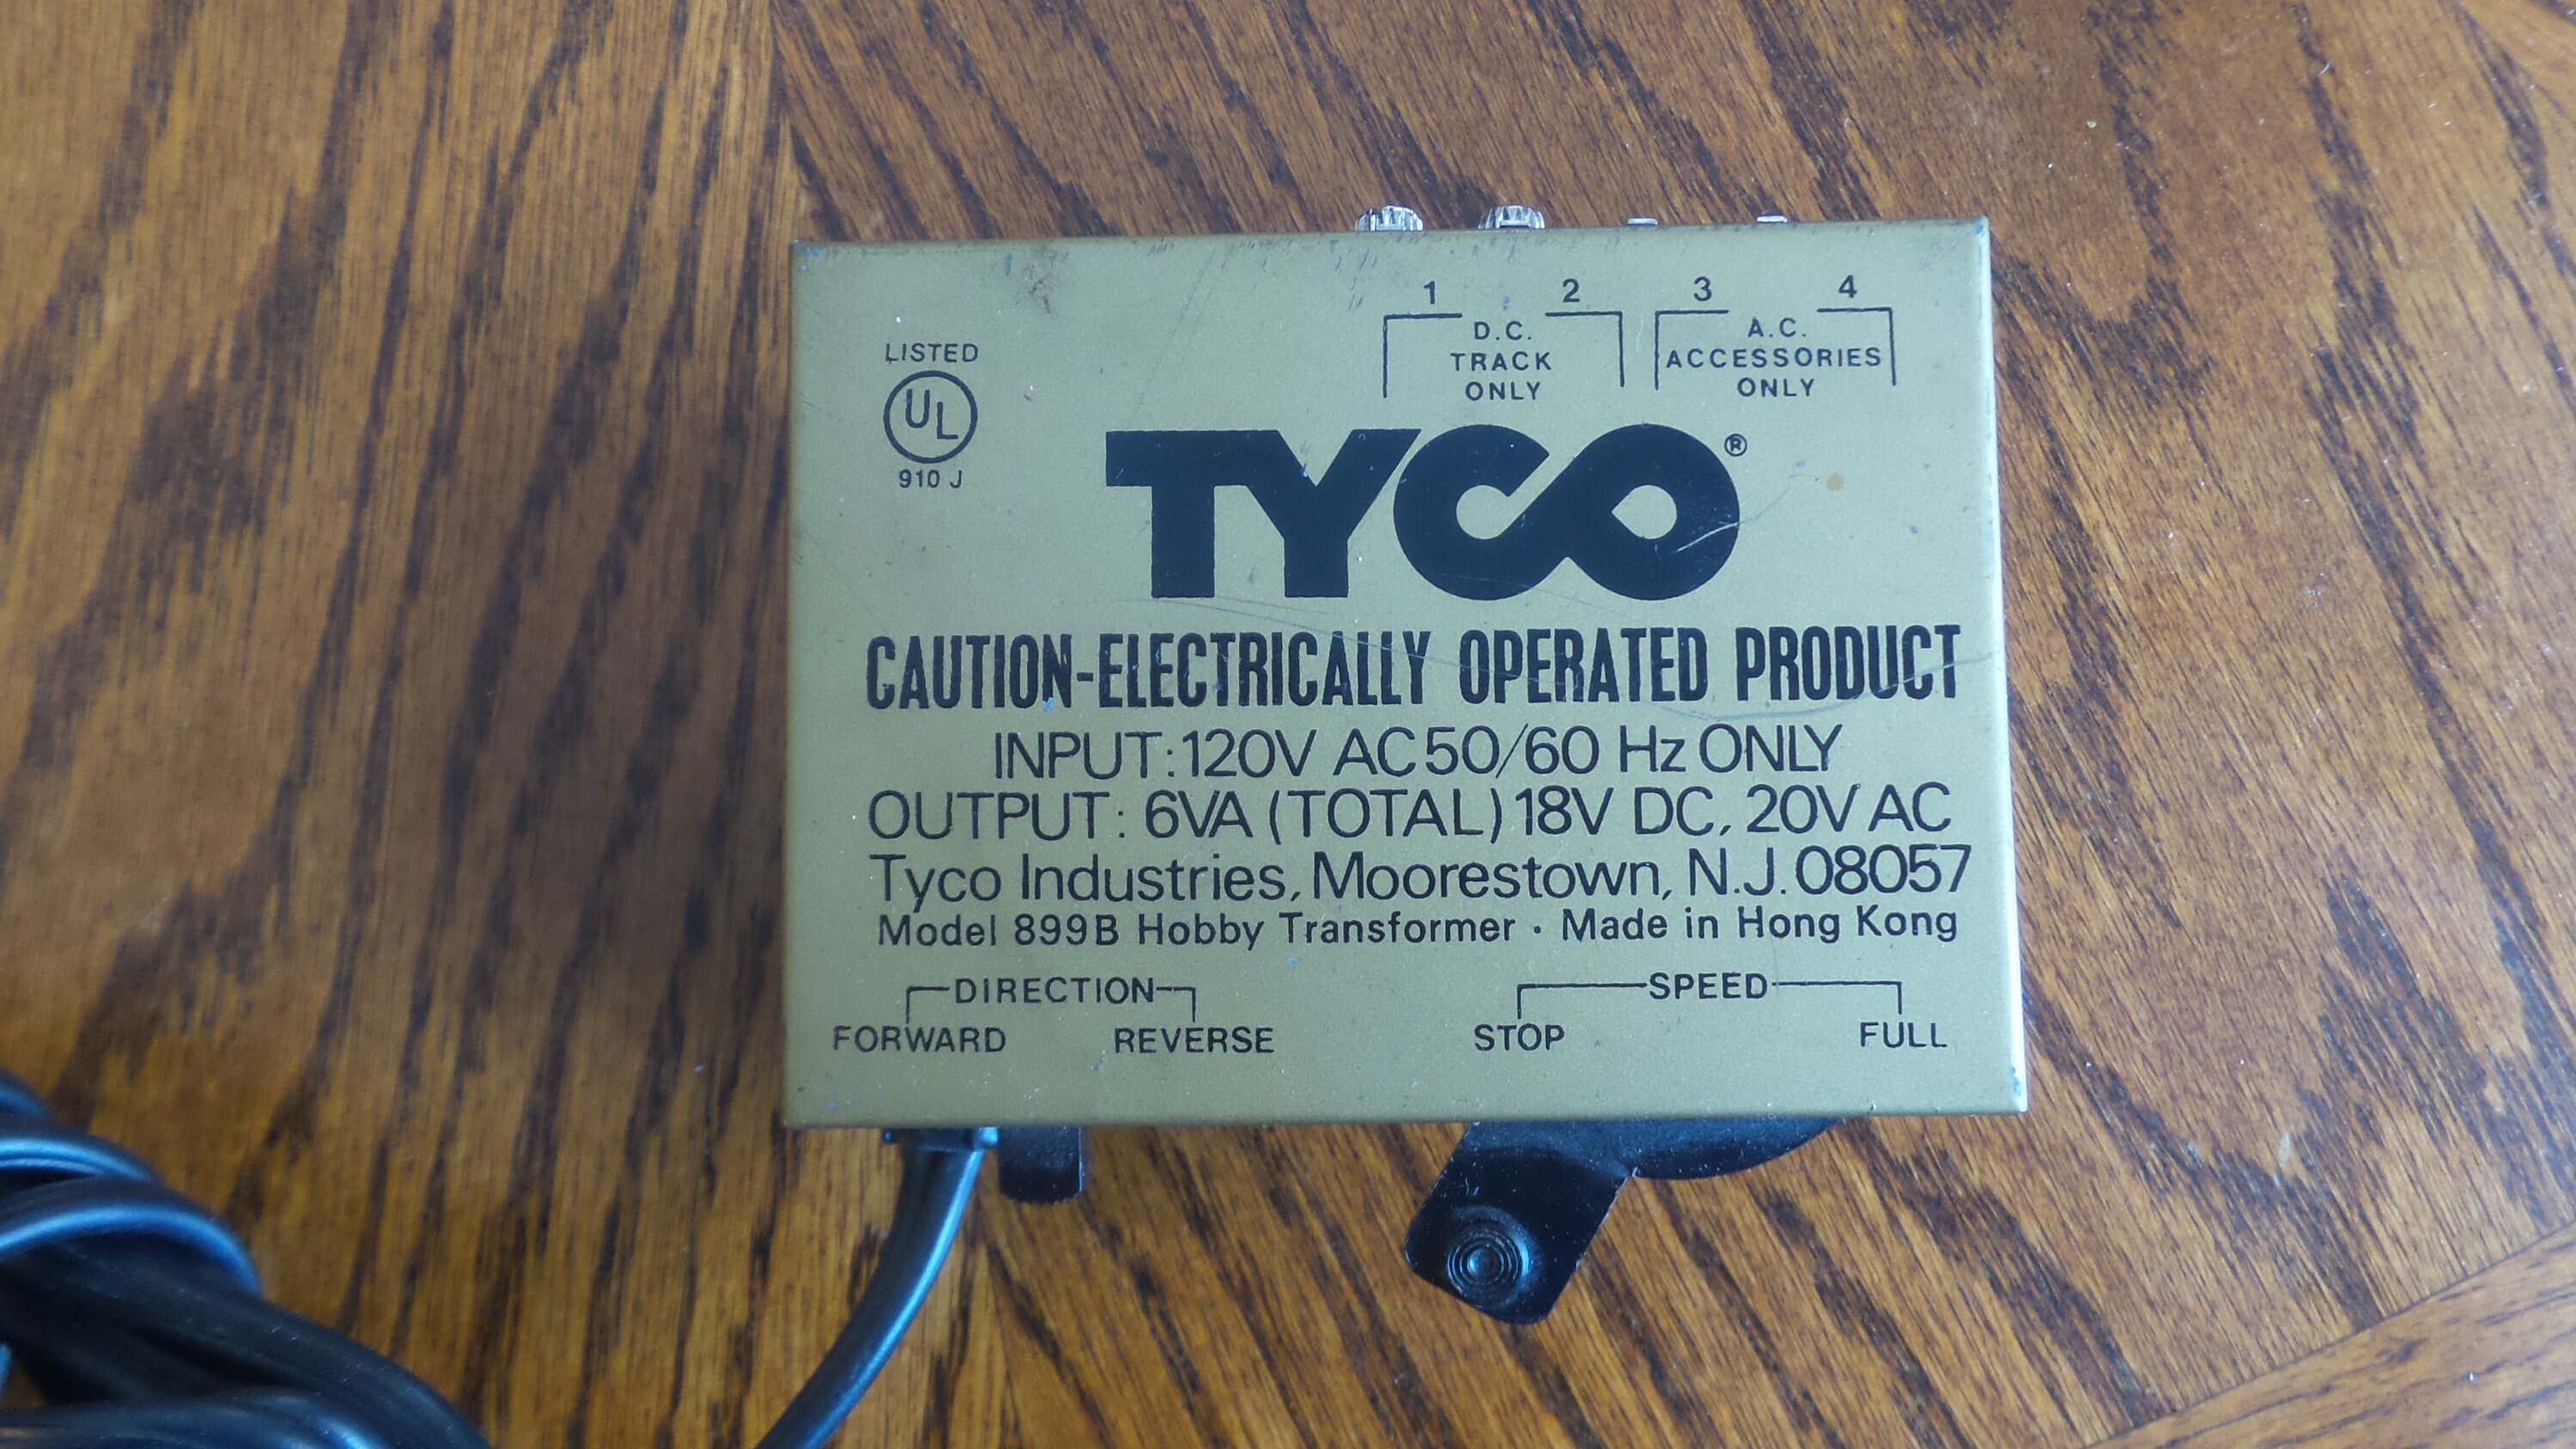 1 2 3 4
D.C.
TRACK
ONLY
A.C.
ACCESSORIES
ONLY
LISTED
UL
910 J
TYCO®
CAUTION-ELECTRICALLY OPERATED PRODUCT
INPUT: 120V AC 50/60 Hz ONLY
OUTPUT: 6VA (TOTAL) 18V DC, 20V AC
Tyco Industries, Moorestown, N.J. 08057
Model 899B Hobby Transformer · Made in Hong Kong
DIRECTION
FORWARD REVERSE
SPEED
STOP FULL